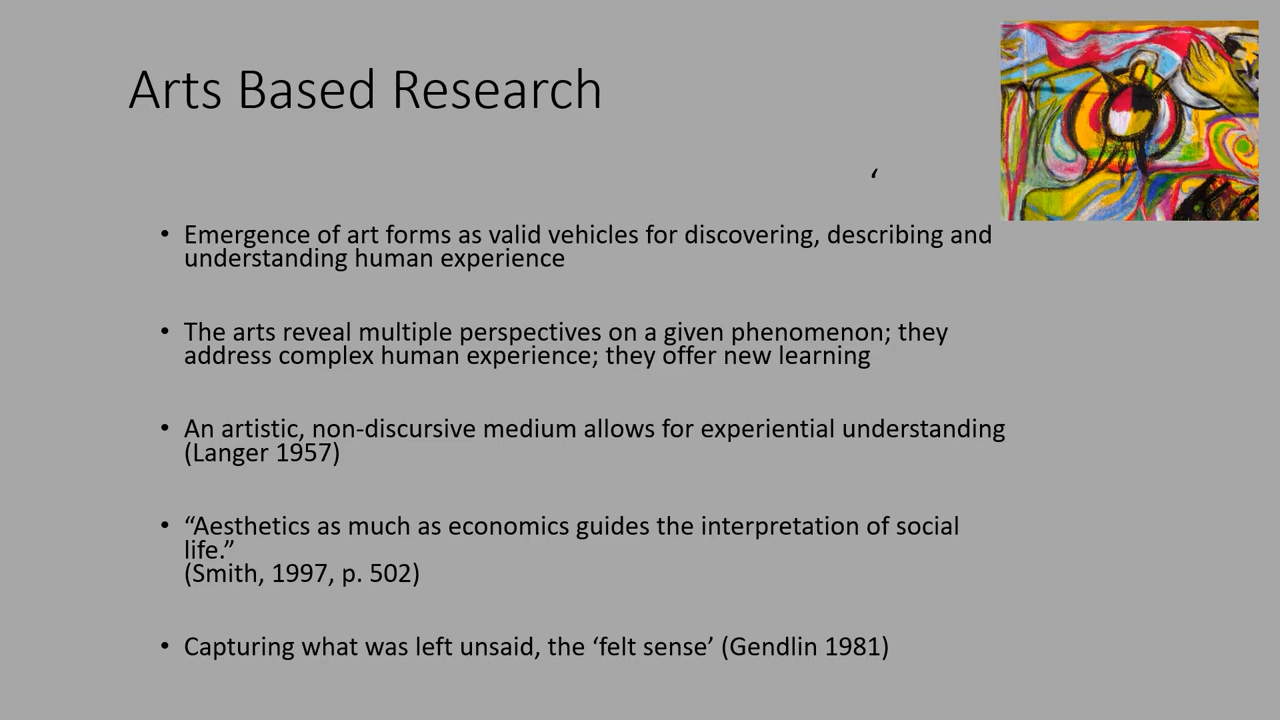 Arts Based Research
‘
• Emergence of art forms as valid vehicles for discovering, describing and
understanding human experience
• The arts reveal multiple perspectives on a given phenomenon; they
address complex human experience; they offer new learning
• An artistic, non-discursive medium allows for experiential understanding
(Langer 1957)
• “Aesthetics as much as economics guides the interpretation of social
life.”
(Smith, 1997, p. 502)
• Capturing what was left unsaid, the ‘felt sense’ (Gendlin 1981)